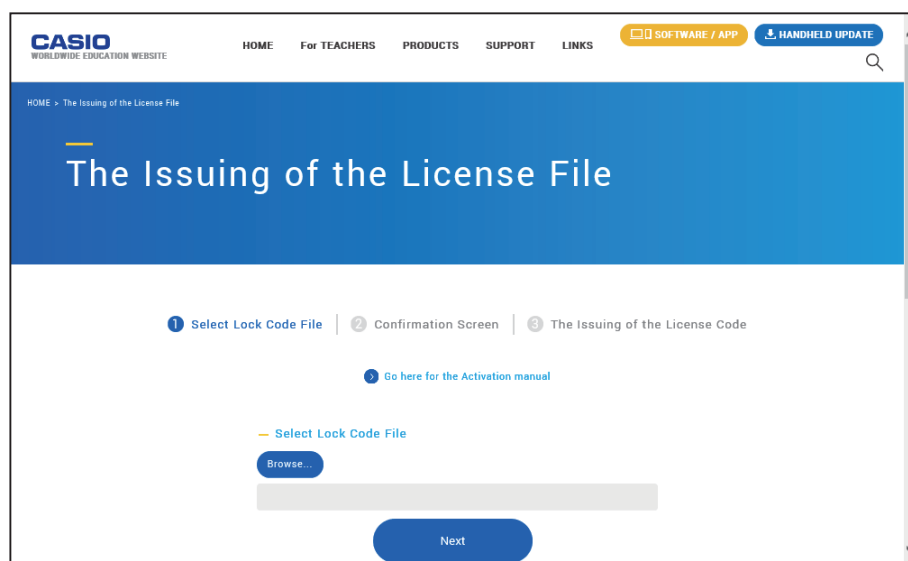 CASIO
WORLDWIDE EDUCATION WEBSITE
HOME For TEACHERS PRODUCTS SUPPORT LINKS
SOFTWARE / APP
HANDHELD UPDATE
HOME > The Issuing of the License File
The Issuing of the License File
1 Select Lock Code File 2 Confirmation Screen 3 The Issuing of the License Code
Go here for the Activation manual
Select Lock Code File
Browse...
Next